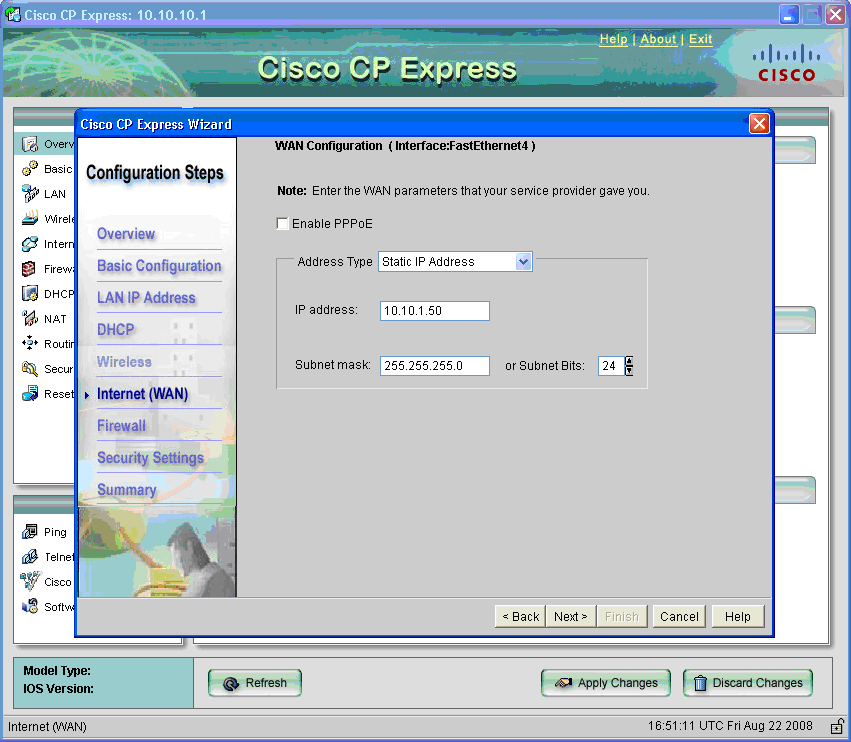 Cisco CP Express: 10.10.10.1
Help | About | Exit
Cisco CP Express
CISCO
Cisco CP Express Wizard
Overv
Basic
LAN
Wirele
Intern
Firewa
DHCP
NAT
Routin
Secur
Reset
Ping
Telnet
Cisco
Softw
Configuration Steps
Overview
Basic Configuration
LAN IP Address
DHCP
Wireless
Internet (WAN)
Firewall
Security Settings
Summary
WAN Configuration ( Interface:FastEthernet4 )
Note: Enter the WAN parameters that your service provider gave you.
Enable PPPoE
Address Type Static IP Address
IP address: 10.10.1.50
Subnet mask: 255.255.255.0 or Subnet Bits: 24
< Back Next > Finish Cancel Help
Model Type:
IOS Version:
Refresh Apply Changes Discard Changes
Internet (WAN) 16:51:11 UTC Fri Aug 22 2008